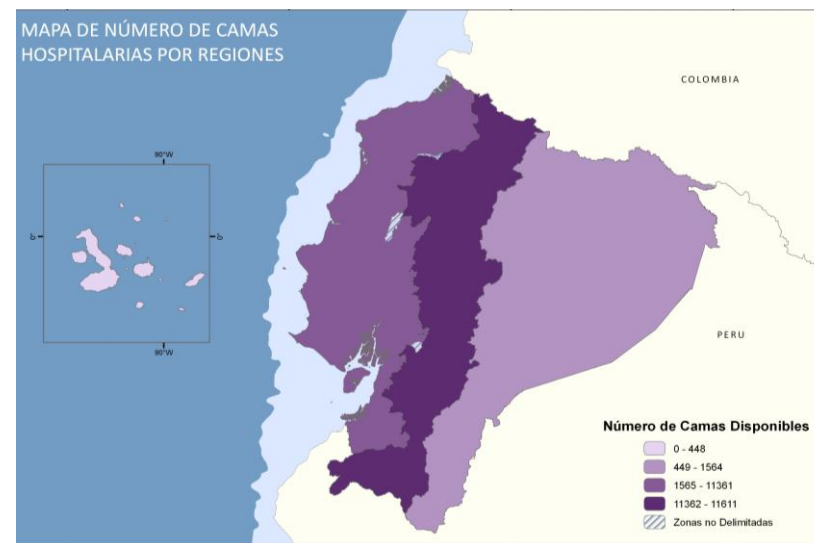 MAPA DE NÚMERO DE CAMAS
HOSPITALARIAS POR REGIONES
COLOMBIA
90°W
0°
0°
PERU
90°W
Número de Camas Disponibles
0 - 448
449 - 1564
1565 - 11361
11362 - 11611
Zonas no Delimitadas